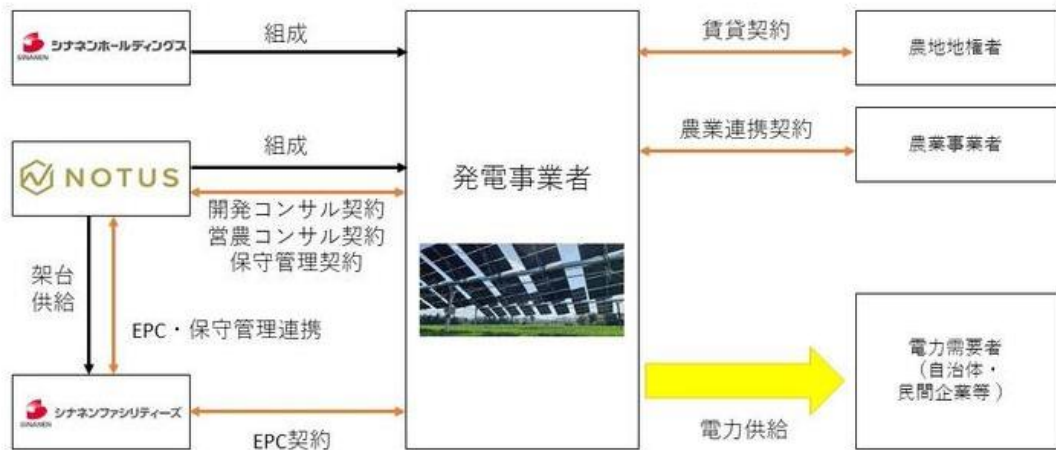 シナネンホールディングス
SINANEN
組成
賃貸契約
農地地権者
NOTUS
組成
開発コンサル契約
営農コンサル契約
保守管理契約
発電事業者
農業連携契約
農業事業者
架台
供給
EPC・保守管理連携
シナネンファシリティーズ
SINANEN
EPC契約
電力供給
電力需要者
（自治体・
民間企業等）